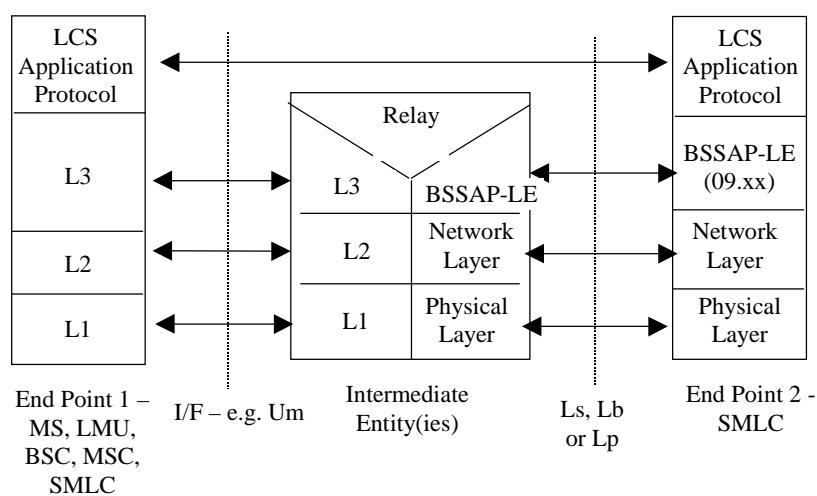 LCS
Application
Protocol
L3
L2
L1
End Point 1 –
MS, LMU,
BSC, MSC,
SMLC
I/F – e.g. Um
Relay
L3
BSSAP-LE
L2
Network
Layer
L1
Physical
Layer
Intermediate
Entity(ies)
Ls, Lb
or Lp
LCS
Application
Protocol
BSSAP-LE
(09.xx)
Network
Layer
Physical
Layer
End Point 2 -
SMLC